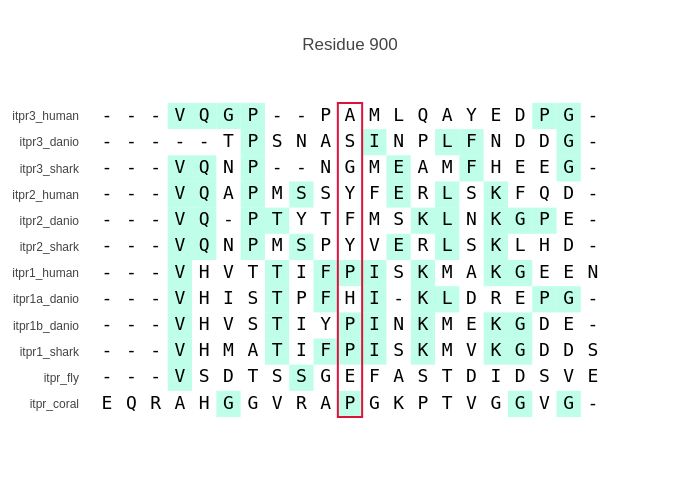 Residue 900
itpr3_human - - - V Q G P - - P A M L Q A Y E D P G -
itpr3_danio - - - - - T P S N A S I N P L F N D D G -
itpr3_shark - - - V Q N P - - N G M E A M F H E E G -
itpr2_human - - - V Q A P M S S Y F E R L S K F Q D -
itpr2_danio - - - V Q - P T Y T F M S K L N K G P E -
itpr2_shark - - - V Q N P M S P Y V E R L S K L H D -
itpr1_human - - - V H V T T I F P I S K M A K G E E N
itpr1a_danio - - - V H I S T P F H I - K L D R E P G -
itpr1b_danio - - - V H V S T I Y P I N K M E K G D E -
itpr1_shark - - - V H M A T I F P I S K M V K G D D S
itpr_fly - - - V S D T S S G E F A S T D I D S V E
itpr_coral E Q R A H G G V R A P G K P T V G G V G -